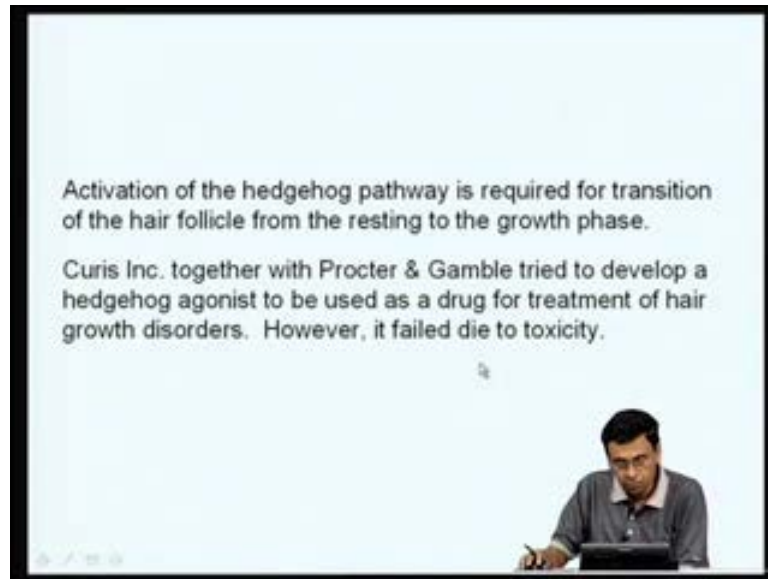 Activation of the hedgehog pathway is required for transition
of the hair follicle from the resting to the growth phase.
Curis Inc. together with Procter & Gamble tried to develop a
hedgehog agonist to be used as a drug for treatment of hair
growth disorders. However, it failed die to toxicity.